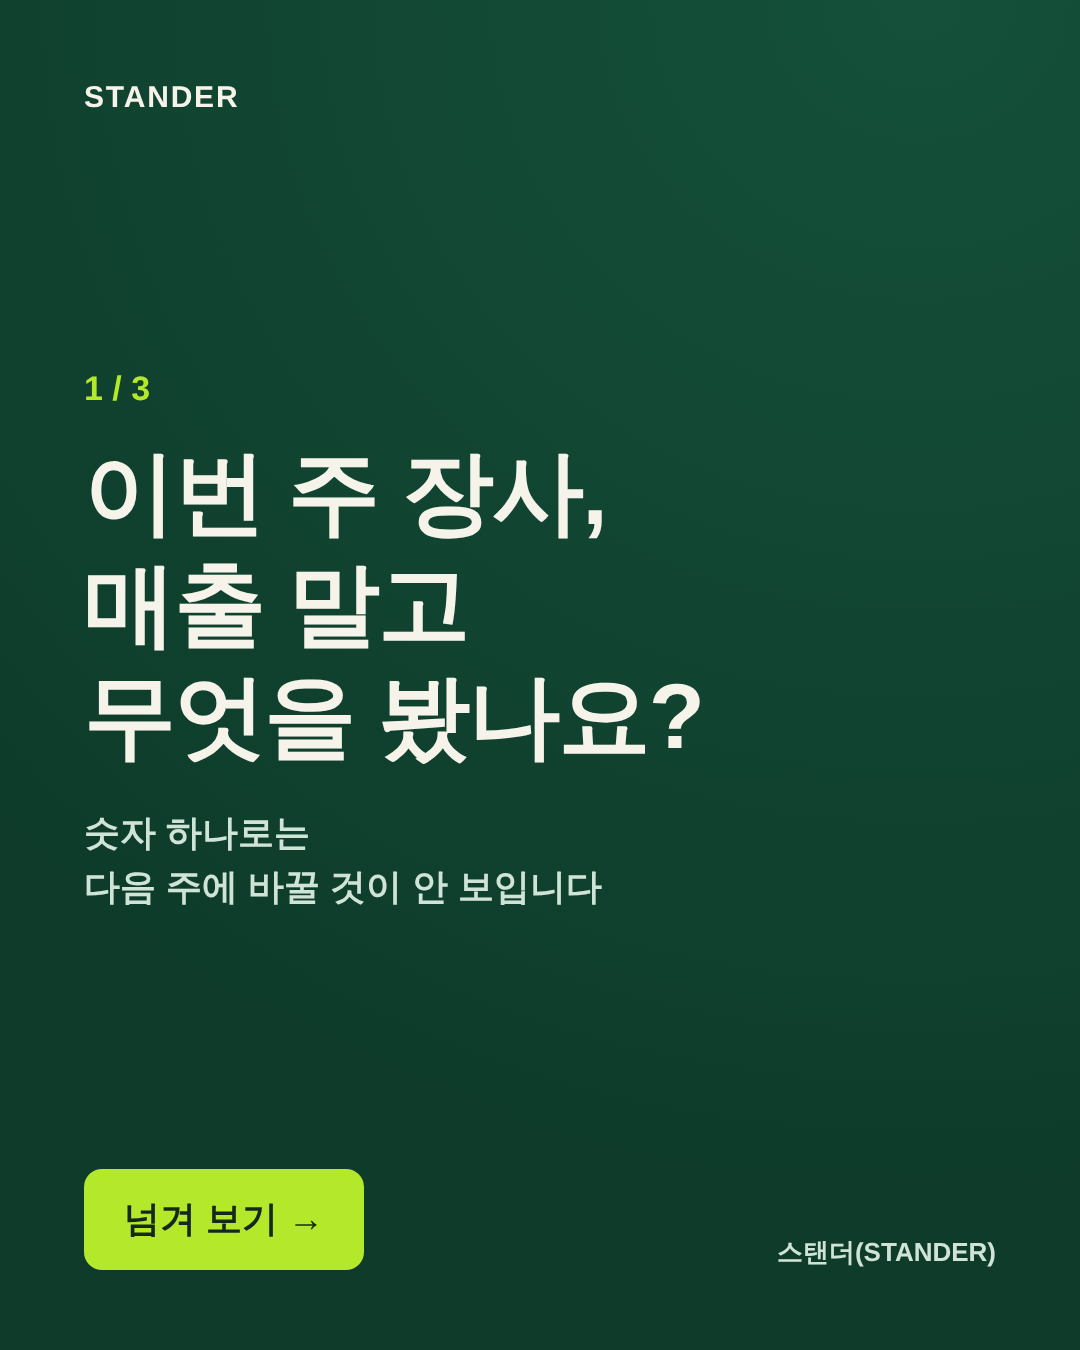 STANDER
1 / 3
이번 주 장사,
매출 말고
무엇을 봤나요?
숫자 하나로는
다음 주에 바꿀 것이 안 보입니다
넘겨 보기 →
스탠더(STANDER)